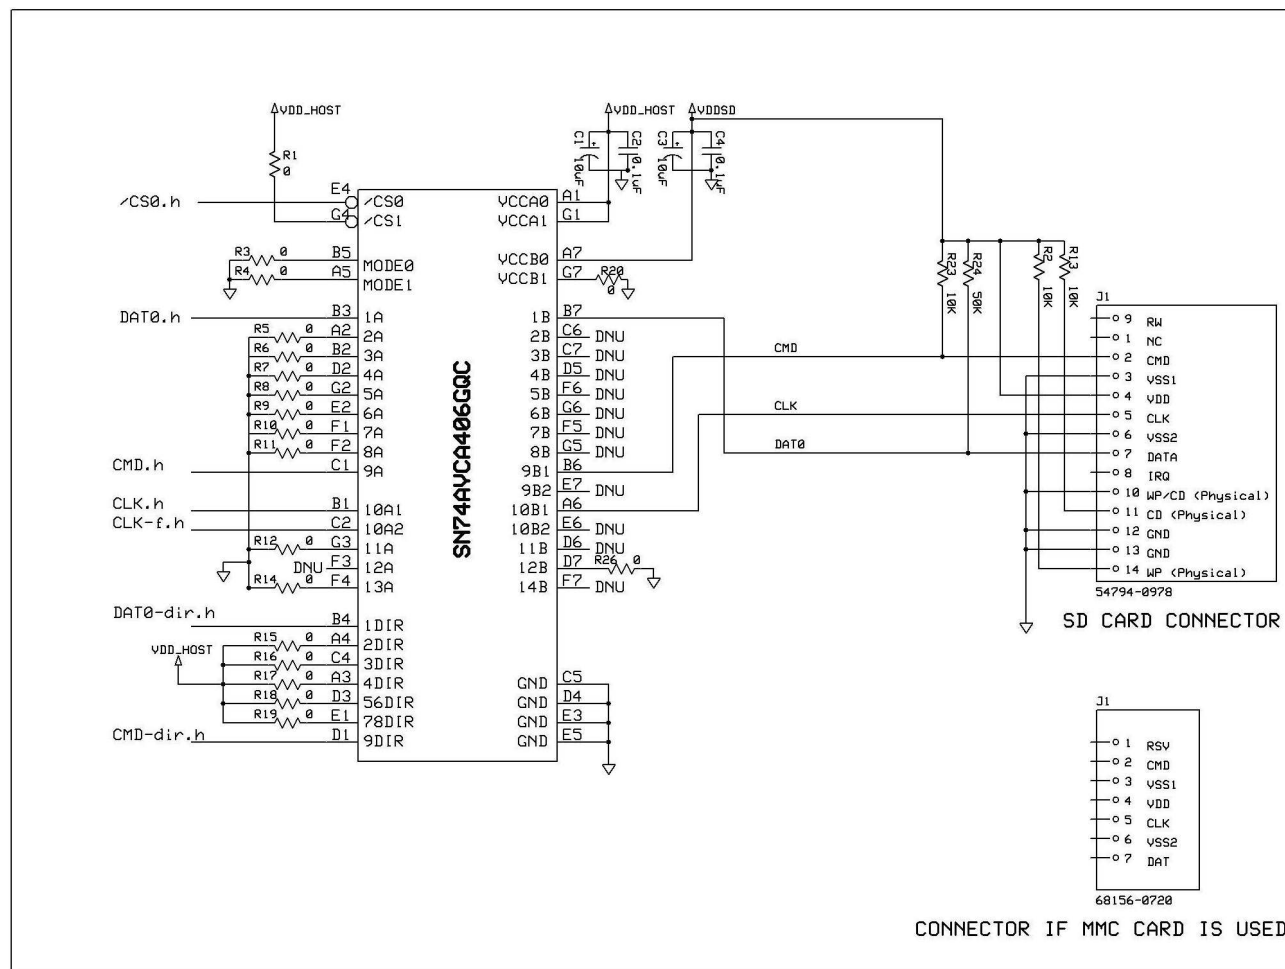 VDD_HOST
VDD_HOST
VDDSD
R1
0
C1 10uF
C2 0.1uF
C3 10uF
C4 0.1uF
/CS0.h
E4 /CS0
G4 /CS1
VCCA0 A1
VCCA1 G1
R3 0 B5 MODE0
R4 0 A5 MODE1
VCCB0 A7
VCCB1 G7 R20 0
R23 10K
R24 50K
R2 10K
R13 10K
DAT0.h B3 1A
R5 0 A2 2A
R6 0 B2 3A
R7 0 D2 4A
R8 0 G2 5A
R9 0 E2 6A
R10 0 F1 7A
R11 0 F2 8A
CMD.h C1 9A
CLK.h B1 10A1
CLK-f.h C2 10A2
R12 0 G3 11A
DNU F3 12A
R14 0 F4 13A
DAT0-dir.h B4 1DIR
VDD_HOST
R15 0 A4 2DIR
R16 0 C4 3DIR
R17 0 A3 4DIR
R18 0 D3 56DIR
R19 0 E1 78DIR
CMD-dir.h D1 9DIR
SN74AVCA406GQC
1B B7
2B C6 DNU
3B C7 DNU
4B D5 DNU
5B F6 DNU
6B G6 DNU
7B F5 DNU
8B G5 DNU
9B1 B6
9B2 E7 DNU
10B1 A6
10B2 E6 DNU
11B D6 DNU
12B D7 R26 0
14B F7 DNU
GND C5
GND D4
GND E3
GND E5
CMD
CLK
DAT0
J1
9 RW
1 NC
2 CMD
3 VSS1
4 VDD
5 CLK
6 VSS2
7 DATA
8 IRQ
10 WP/CD (Physical)
11 CD (Physical)
12 GND
13 GND
14 WP (Physical)
54794-0978
SD CARD CONNECTOR
J1
1 RSV
2 CMD
3 VSS1
4 VDD
5 CLK
6 VSS2
7 DAT
68156-0720
CONNECTOR IF MMC CARD IS USED